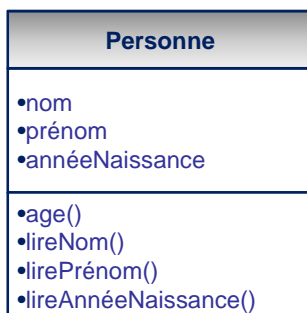 Personne
•nom
•prénom
•annéeNaissance
•age()
•lireNom()
•lirePrénom()
•lireAnnéeNaissance()